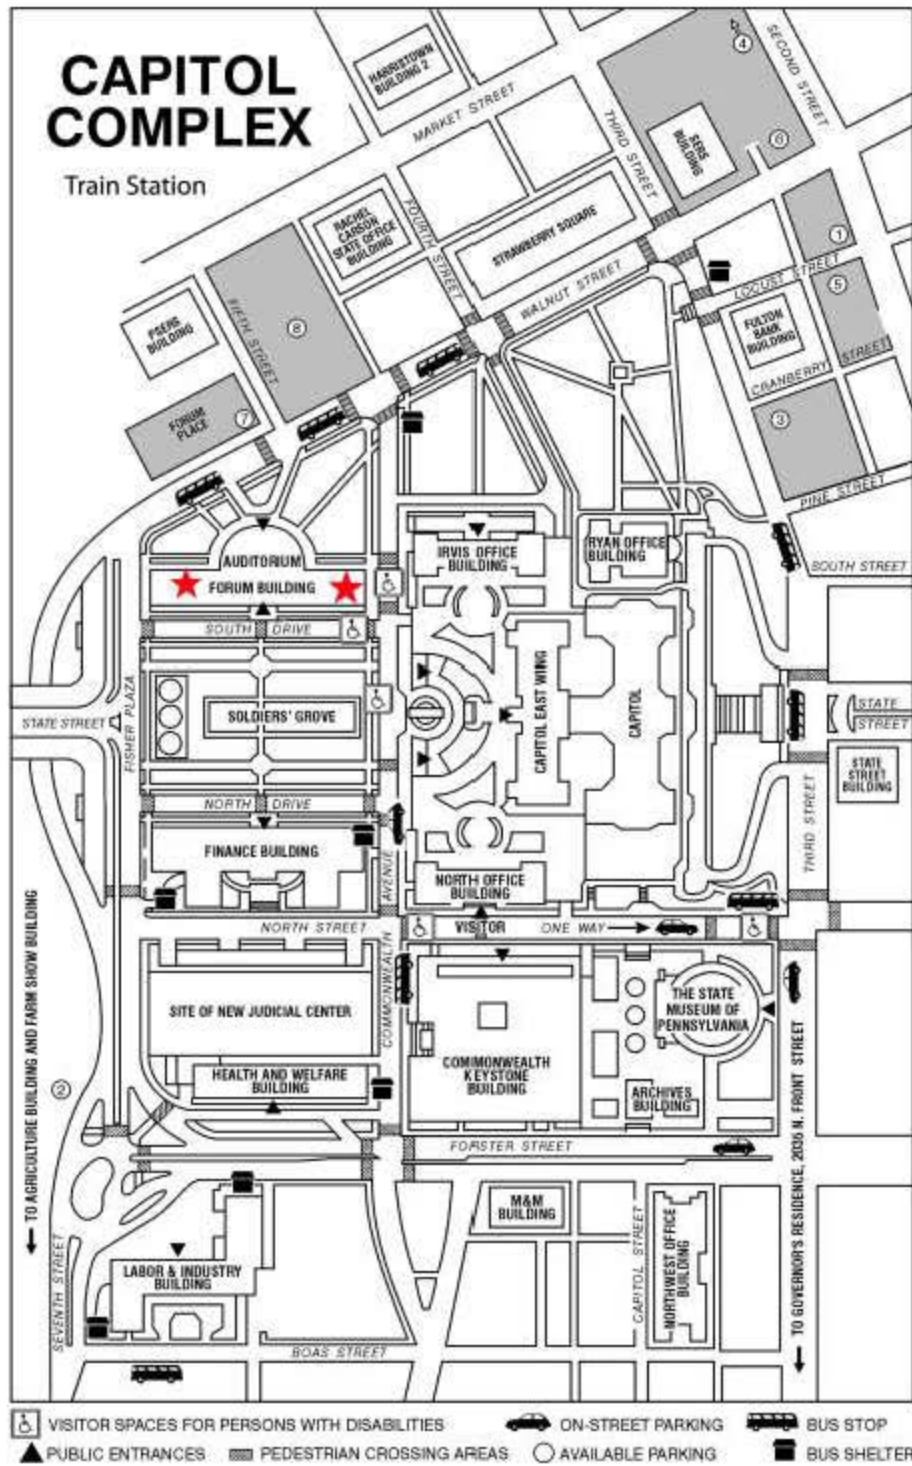 CAPITOL
COMPLEX
Train Station
HARRISTOWN
BUILDING 2
MARKET STREET
SECOND STREET
4
THIRD STREET
SERS
BUILDING
6
RACHEL
CARSON
STATE OFFICE
BUILDING
FOURTH STREET
STRAWBERRY SQUARE
1
WALNUT STREET
LOCUST STREET
5
PSERS
BUILDING
FIFTH STREET
8
FULTON
BANK
BUILDING
CRANBERRY STREET
FORUM
PLACE
7
3
PINE STREET
AUDITORIUM
FORUM BUILDING
IRVIS OFFICE
BUILDING
RYAN OFFICE
BUILDING
SOUTH STREET
SOUTH DRIVE
FISHER PLAZA
STATE STREET
SOLDIERS' GROVE
CAPITOL EAST WING
CAPITOL
STATE
STREET
STATE
STREET
BUILDING
NORTH DRIVE
THIRD STREET
FINANCE BUILDING
NORTH OFFICE
BUILDING
NORTH STREET
VISITOR
ONE WAY
COMMONWEALTH AVENUE
SITE OF NEW JUDICIAL CENTER
THE STATE
MUSEUM OF
PENNSYLVANIA
COMMONWEALTH
KEYSTONE
BUILDING
HEALTH AND WELFARE
BUILDING
ARCHIVES
BUILDING
2
TO AGRICULTURE BUILDING AND FARM SHOW BUILDING
FORSTER STREET
M&M
BUILDING
CAPITOL STREET
NORTHWEST OFFICE
BUILDING
TO GOVERNOR'S RESIDENCE, 2035 N. FRONT STREET
LABOR & INDUSTRY
BUILDING
SEVENTH STREET
BOAS STREET
VISITOR SPACES FOR PERSONS WITH DISABILITIES
ON-STREET PARKING
BUS STOP
PUBLIC ENTRANCES
PEDESTRIAN CROSSING AREAS
AVAILABLE PARKING
BUS SHELTER